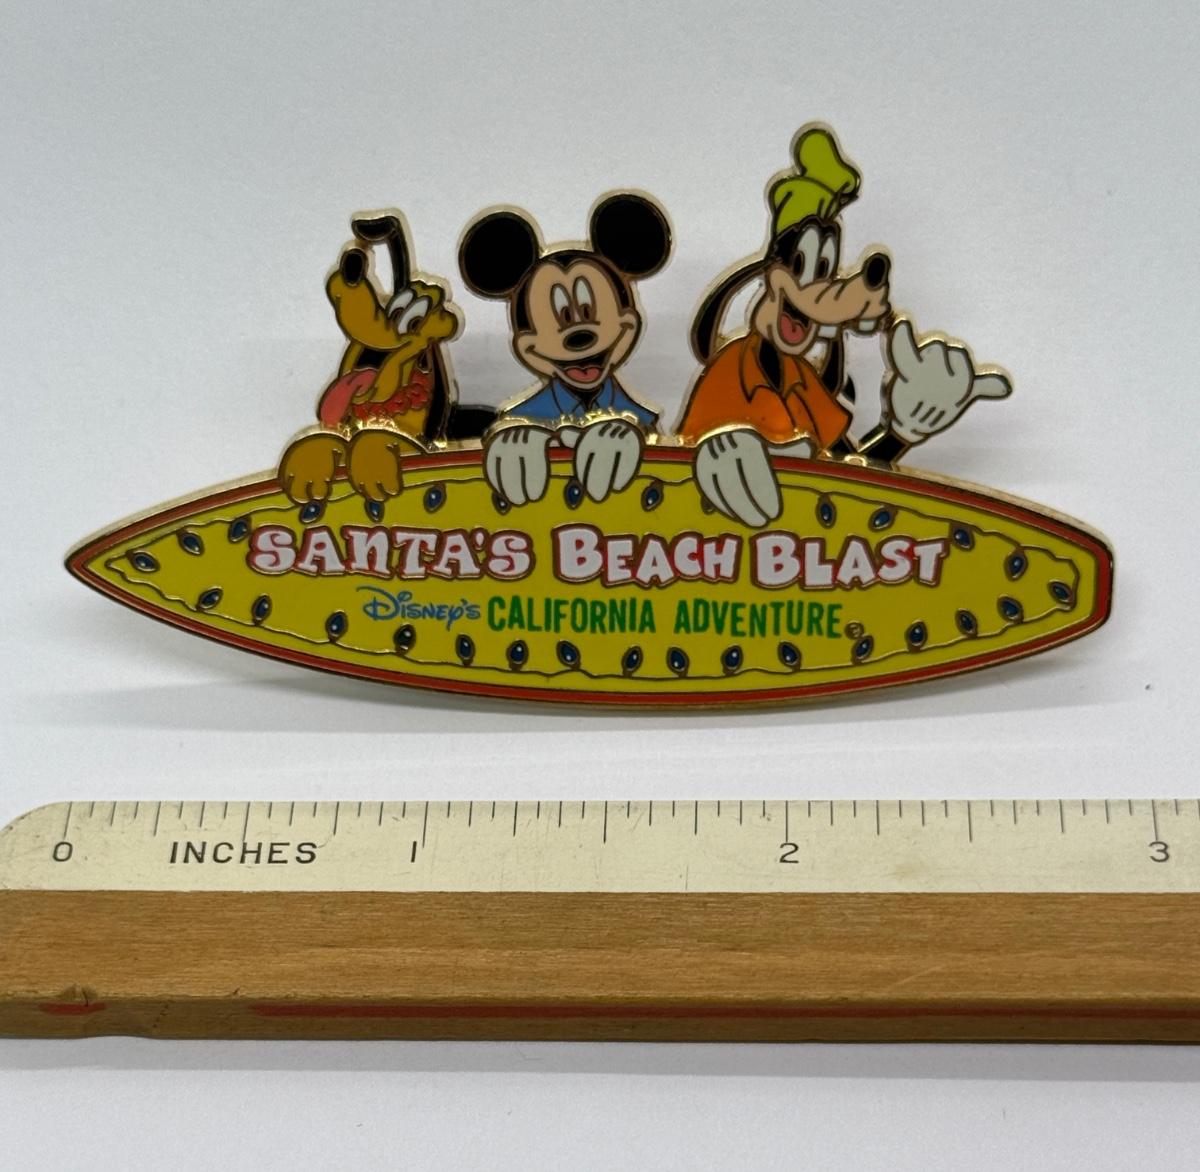 SANTA'S BEACH BLAST
Disney's CALIFORNIA ADVENTURE®
0 INCHES 1 2 3